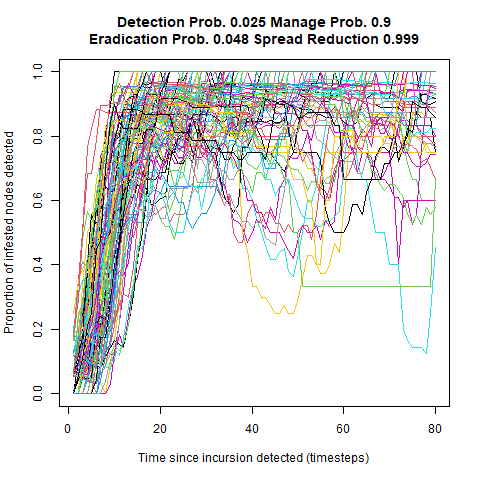 Detection Prob. 0.025 Manage Prob. 0.9
Eradication Prob. 0.048 Spread Reduction 0.999
Proportion of infested nodes detected
1.0
0.8
0.6
0.4
0.2
0.0
0
20
40
60
80
Time since incursion detected (timesteps)